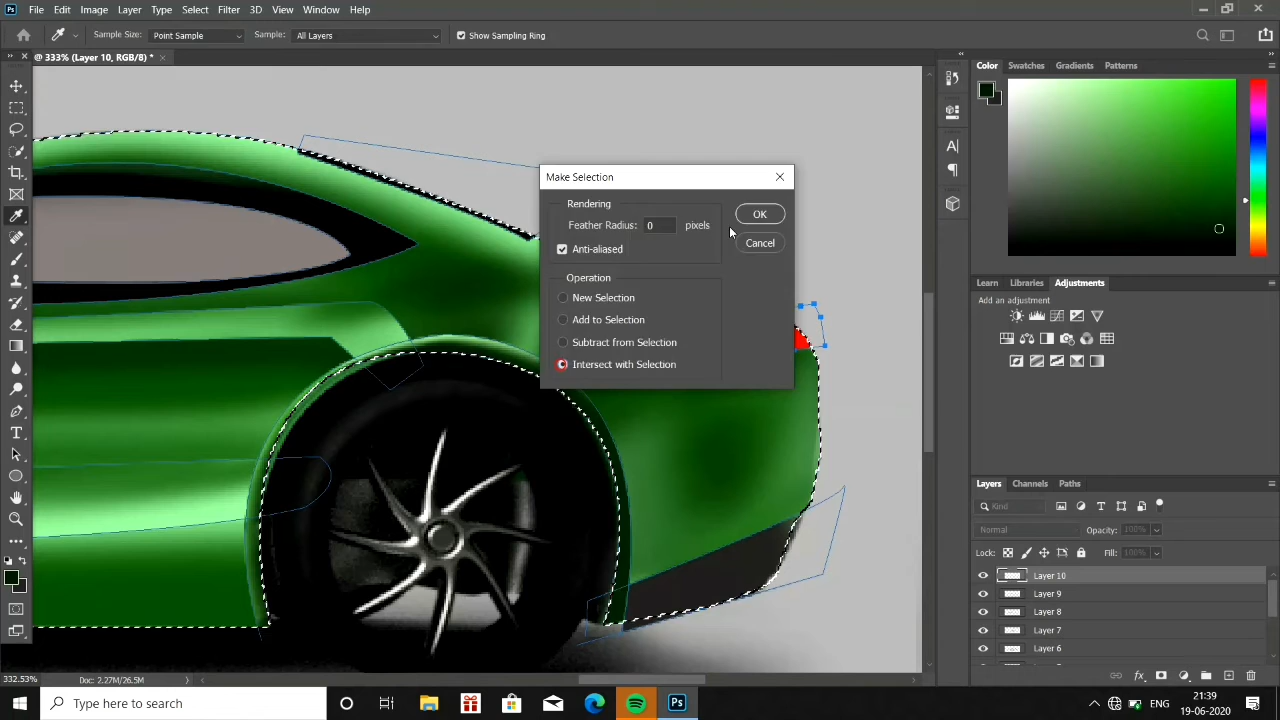 Ps File Edit Image Layer Type Select Filter 3D View Window Help
Sample Size: Point Sample Sample: All Layers Show Sampling Ring
@ 333% (Layer 10, RGB/8) *
Color Swatches Gradients Patterns
Make Selection
Rendering
Feather Radius: 0 pixels
OK
Anti-aliased
Cancel
Operation
New Selection
Add to Selection
Subtract from Selection
Intersect with Selection
Learn Libraries Adjustments
Add an adjustment
Layers Channels Paths
Kind
Normal Opacity: 100%
Lock: Fill: 100%
Layer 10
Layer 9
Layer 8
Layer 7
Layer 6
332.53% Doc: 2.27M/26.5M
Type here to search
Ps
ENG
21:39
19-06-2020